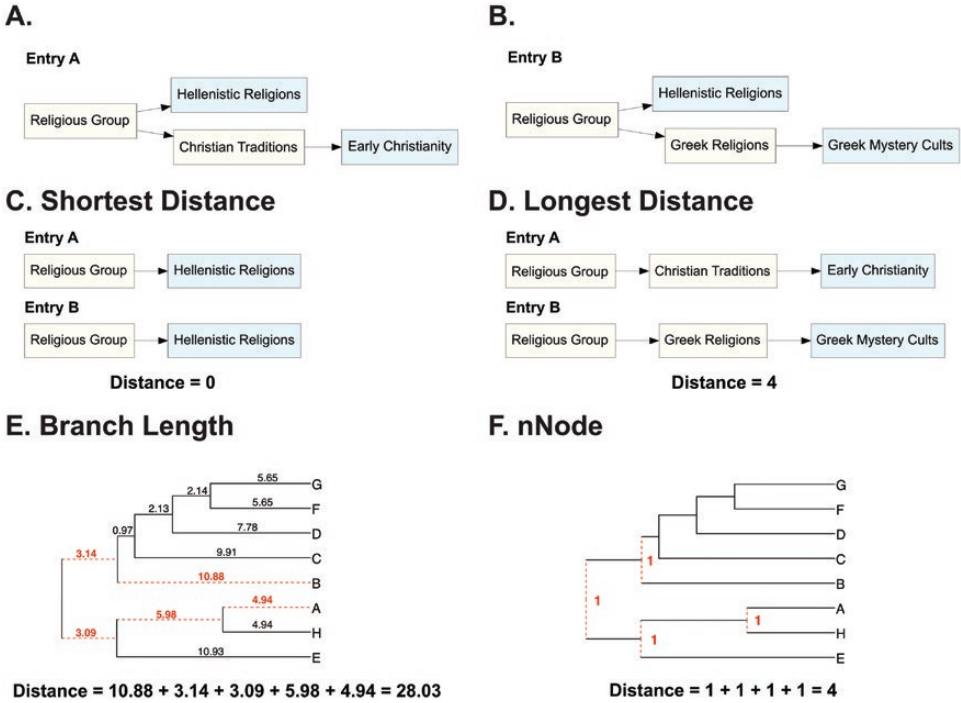 A.
Entry A
Religious Group
Hellenistic Religions
Christian Traditions
Early Christianity
B.
Entry B
Religious Group
Hellenistic Religions
Greek Religions
Greek Mystery Cults
C. Shortest Distance
Entry A
Religious Group
Hellenistic Religions
Entry B
Religious Group
Hellenistic Religions
Distance = 0
D. Longest Distance
Entry A
Religious Group
Christian Traditions
Early Christianity
Entry B
Religious Group
Greek Religions
Greek Mystery Cults
Distance = 4
E. Branch Length
5.65
G
2.14
5.65
F
2.13
7.78
D
0.97
9.91
C
3.14
10.88
B
4.94
A
5.98
4.94
H
3.09
10.93
E
Distance = 10.88 + 3.14 + 3.09 + 5.98 + 4.94 = 28.03
F. nNode
G
F
D
C
1
B
1
A
1
H
1
E
Distance = 1 + 1 + 1 + 1 = 4